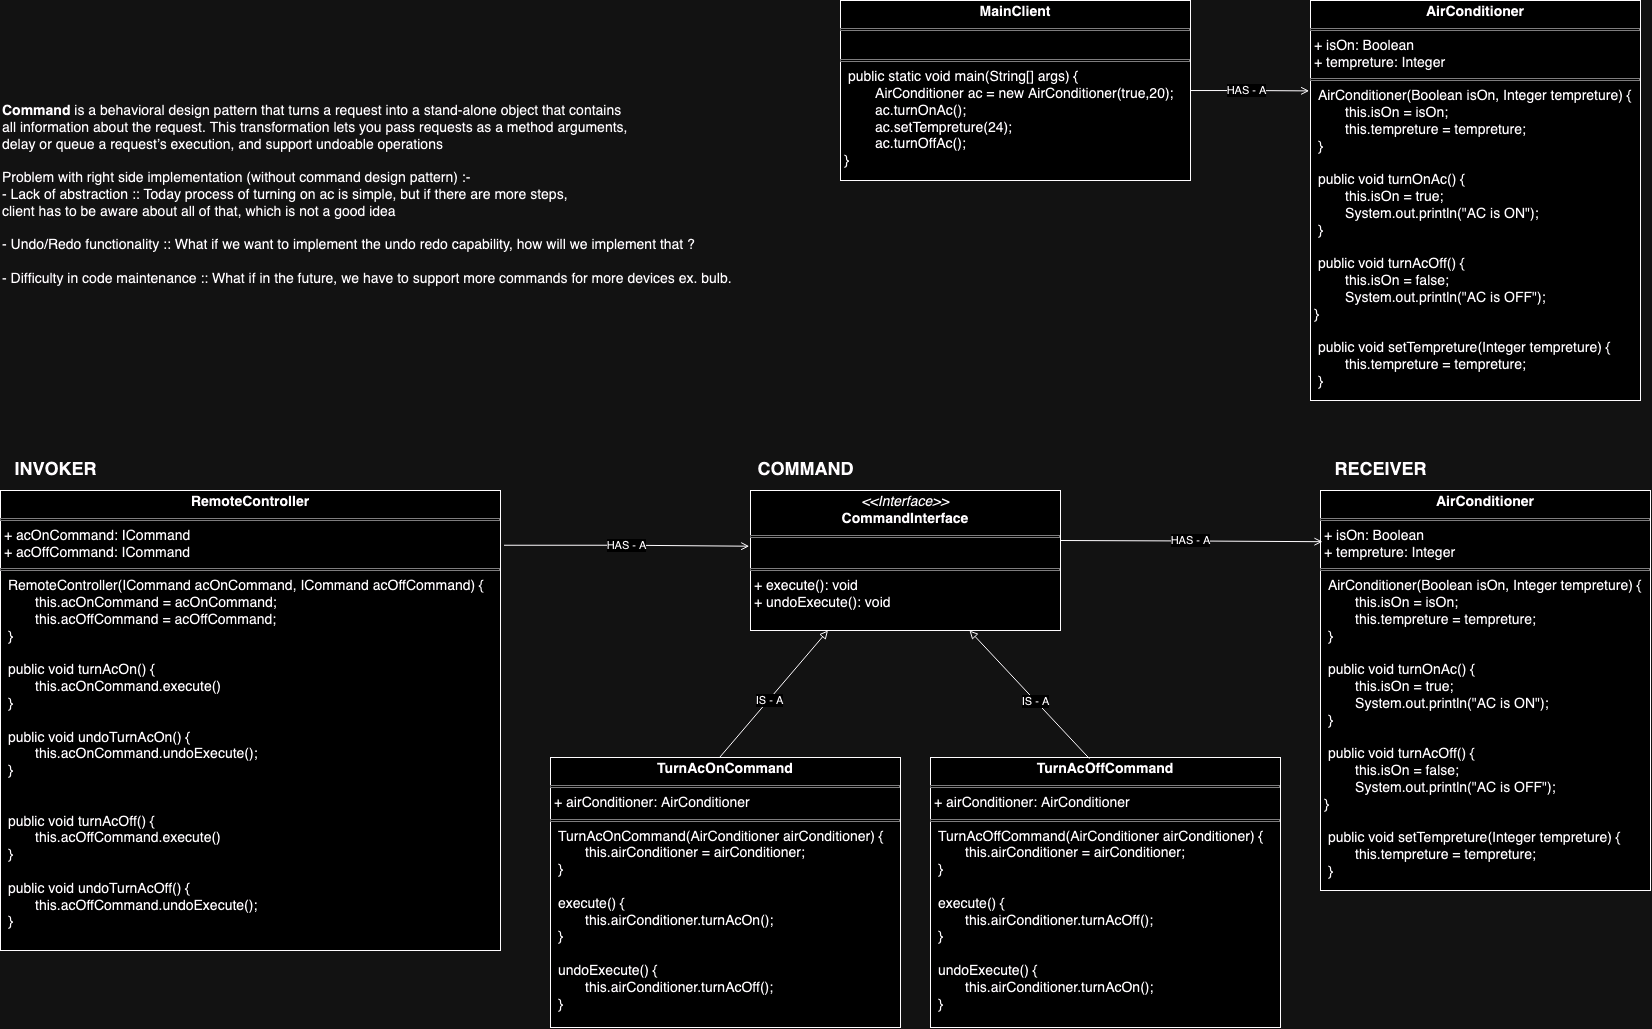 Command is a behavioral design pattern that turns a request into a stand-alone object that contains
all information about the request. This transformation lets you pass requests as a method arguments,
delay or queue a request's execution, and support undoable operations
Problem with right side implementation (without command design pattern) :-
- Lack of abstraction :: Today process of turning on ac is simple, but if there are more steps,
client has to be aware about all of that, which is not a good idea
- Undo/Redo functionality :: What if we want to implement the undo redo capability, how will we implement that ?
- Difficulty in code maintenance :: What if in the future, we have to support more commands for more devices ex. bulb.
MainClient
public static void main(String[] args) {
AirConditioner ac = new AirConditioner(true,20);
ac.turnOnAc();
ac.setTempreture(24);
ac.turnOffAc();
}
HAS - A
AirConditioner
+ isOn: Boolean
+ tempreture: Integer
AirConditioner(Boolean isOn, Integer tempreture) {
this.isOn = isOn;
this.tempreture = tempreture;
}
public void turnOnAc() {
this.isOn = true;
System.out.println("AC is ON");
}
public void turnAcOff() {
this.isOn = false;
System.out.println("AC is OFF");
}
public void setTempreture(Integer tempreture) {
this.tempreture = tempreture;
}
INVOKER
RemoteController
+ acOnCommand: ICommand
+ acOffCommand: ICommand
RemoteController(ICommand acOnCommand, ICommand acOffCommand) {
this.acOnCommand = acOnCommand;
this.acOffCommand = acOffCommand;
}
public void turnAcOn() {
this.acOnCommand.execute()
}
public void undoTurnAcOn() {
this.acOnCommand.undoExecute();
}
public void turnAcOff() {
this.acOffCommand.execute()
}
public void undoTurnAcOff() {
this.acOffCommand.undoExecute();
}
HAS - A
COMMAND
<<Interface>>
CommandInterface
+ execute(): void
+ undoExecute(): void
HAS - A
IS - A
IS - A
TurnAcOnCommand
+ airConditioner: AirConditioner
TurnAcOnCommand(AirConditioner airConditioner) {
this.airConditioner = airConditioner;
}
execute() {
this.airConditioner.turnAcOn();
}
undoExecute() {
this.airConditioner.turnAcOff();
}
TurnAcOffCommand
+ airConditioner: AirConditioner
TurnAcOffCommand(AirConditioner airConditioner) {
this.airConditioner = airConditioner;
}
execute() {
this.airConditioner.turnAcOff();
}
undoExecute() {
this.airConditioner.turnAcOn();
}
RECEIVER
AirConditioner
+ isOn: Boolean
+ tempreture: Integer
AirConditioner(Boolean isOn, Integer tempreture) {
this.isOn = isOn;
this.tempreture = tempreture;
}
public void turnOnAc() {
this.isOn = true;
System.out.println("AC is ON");
}
public void turnAcOff() {
this.isOn = false;
System.out.println("AC is OFF");
}
public void setTempreture(Integer tempreture) {
this.tempreture = tempreture;
}